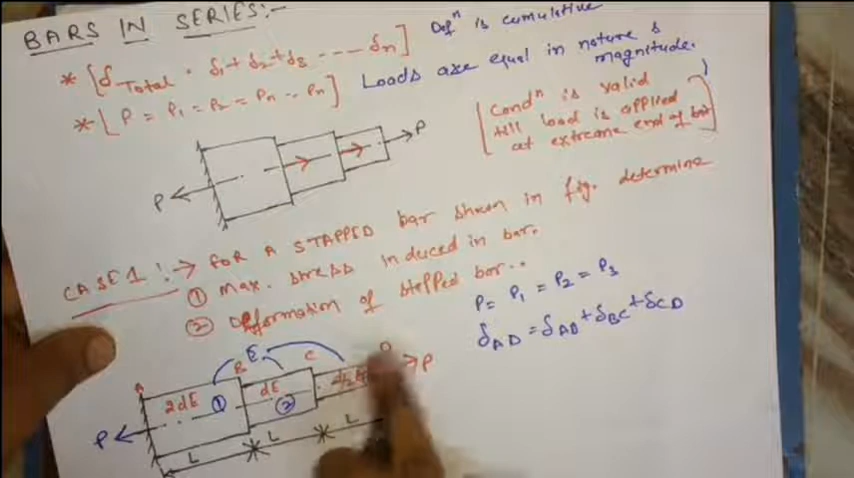 BARS IN SERIES:-
* [δTotal = δ1+δ2+δ3 ---- δn] Defⁿ is cumulative
* [P = P1 = P2 = Pn -- Pn] Loads are equal in nature & magnitude.
[Condⁿ is valid till load is applied at extreme end of bar]
P P
CASE 1 :→ FOR A STAPPED bar shown in fig. determine
① max. stress induced in bar.
② Deformation of stepped bar..
P = P1 = P2 = P3
δAD = δAB + δBC + δCD
A B E C D
P 2d E ① d E ② P
L L L